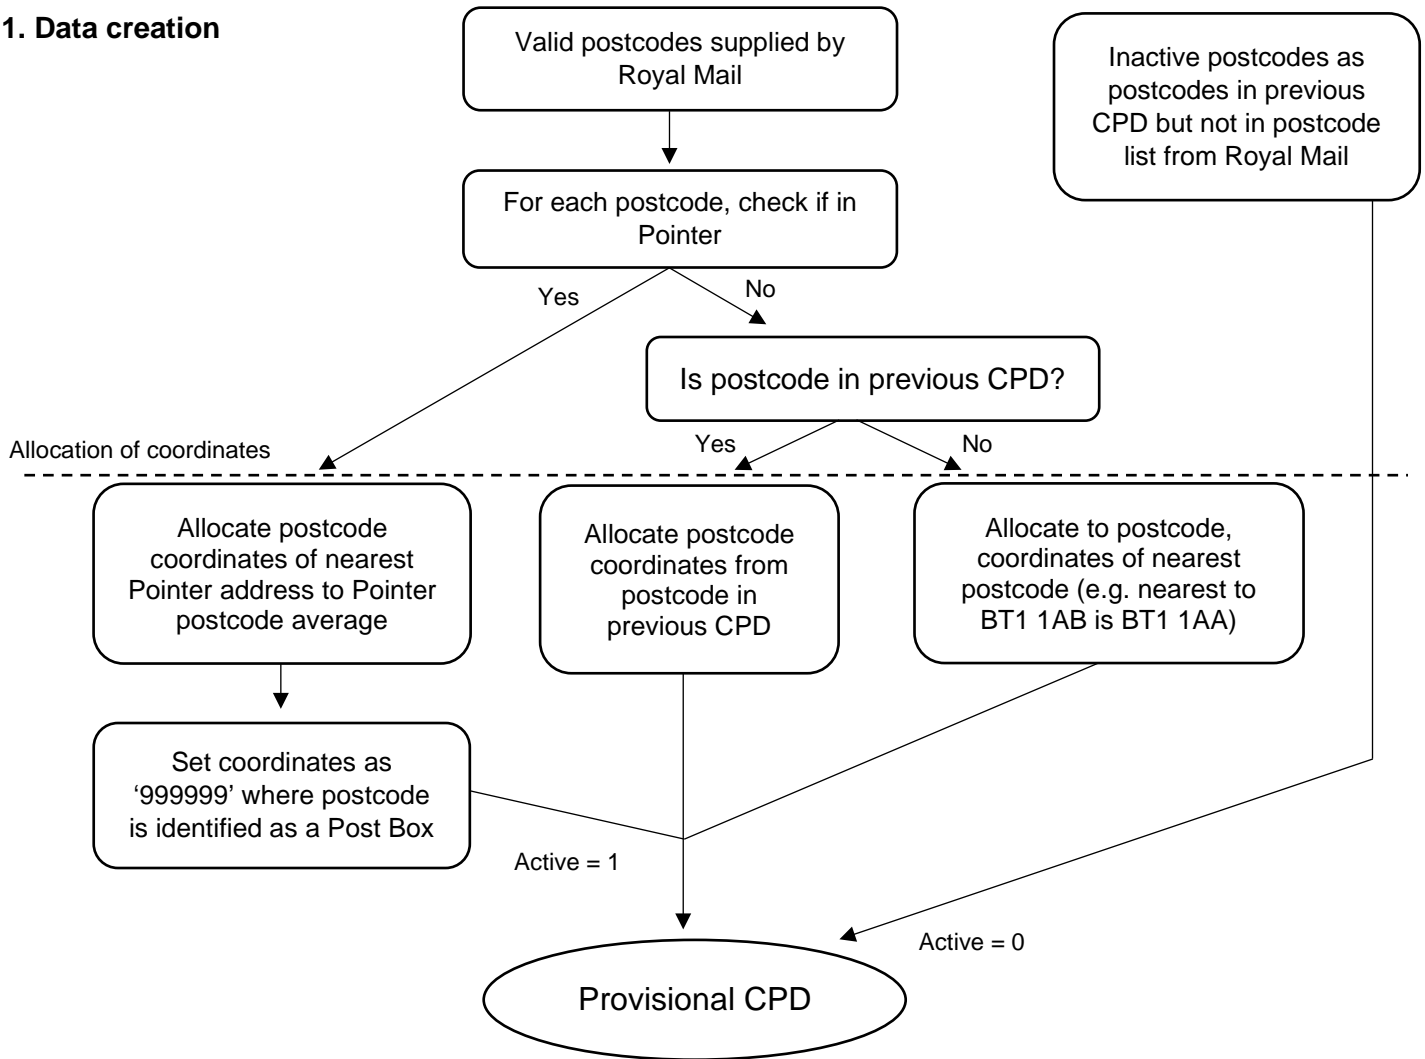 1. Data creation
Valid postcodes supplied by
Royal Mail
Inactive postcodes as
postcodes in previous
CPD but not in postcode
list from Royal Mail
For each postcode, check if in
Pointer
Yes
No
Is postcode in previous CPD?
Yes
No
Allocation of coordinates
Allocate postcode
coordinates of nearest
Pointer address to Pointer
postcode average
Allocate postcode
coordinates from
postcode in
previous CPD
Allocate to postcode,
coordinates of nearest
postcode (e.g. nearest to
BT1 1AB is BT1 1AA)
Set coordinates as
‘999999’ where postcode
is identified as a Post Box
Active = 1
Active = 0
Provisional CPD